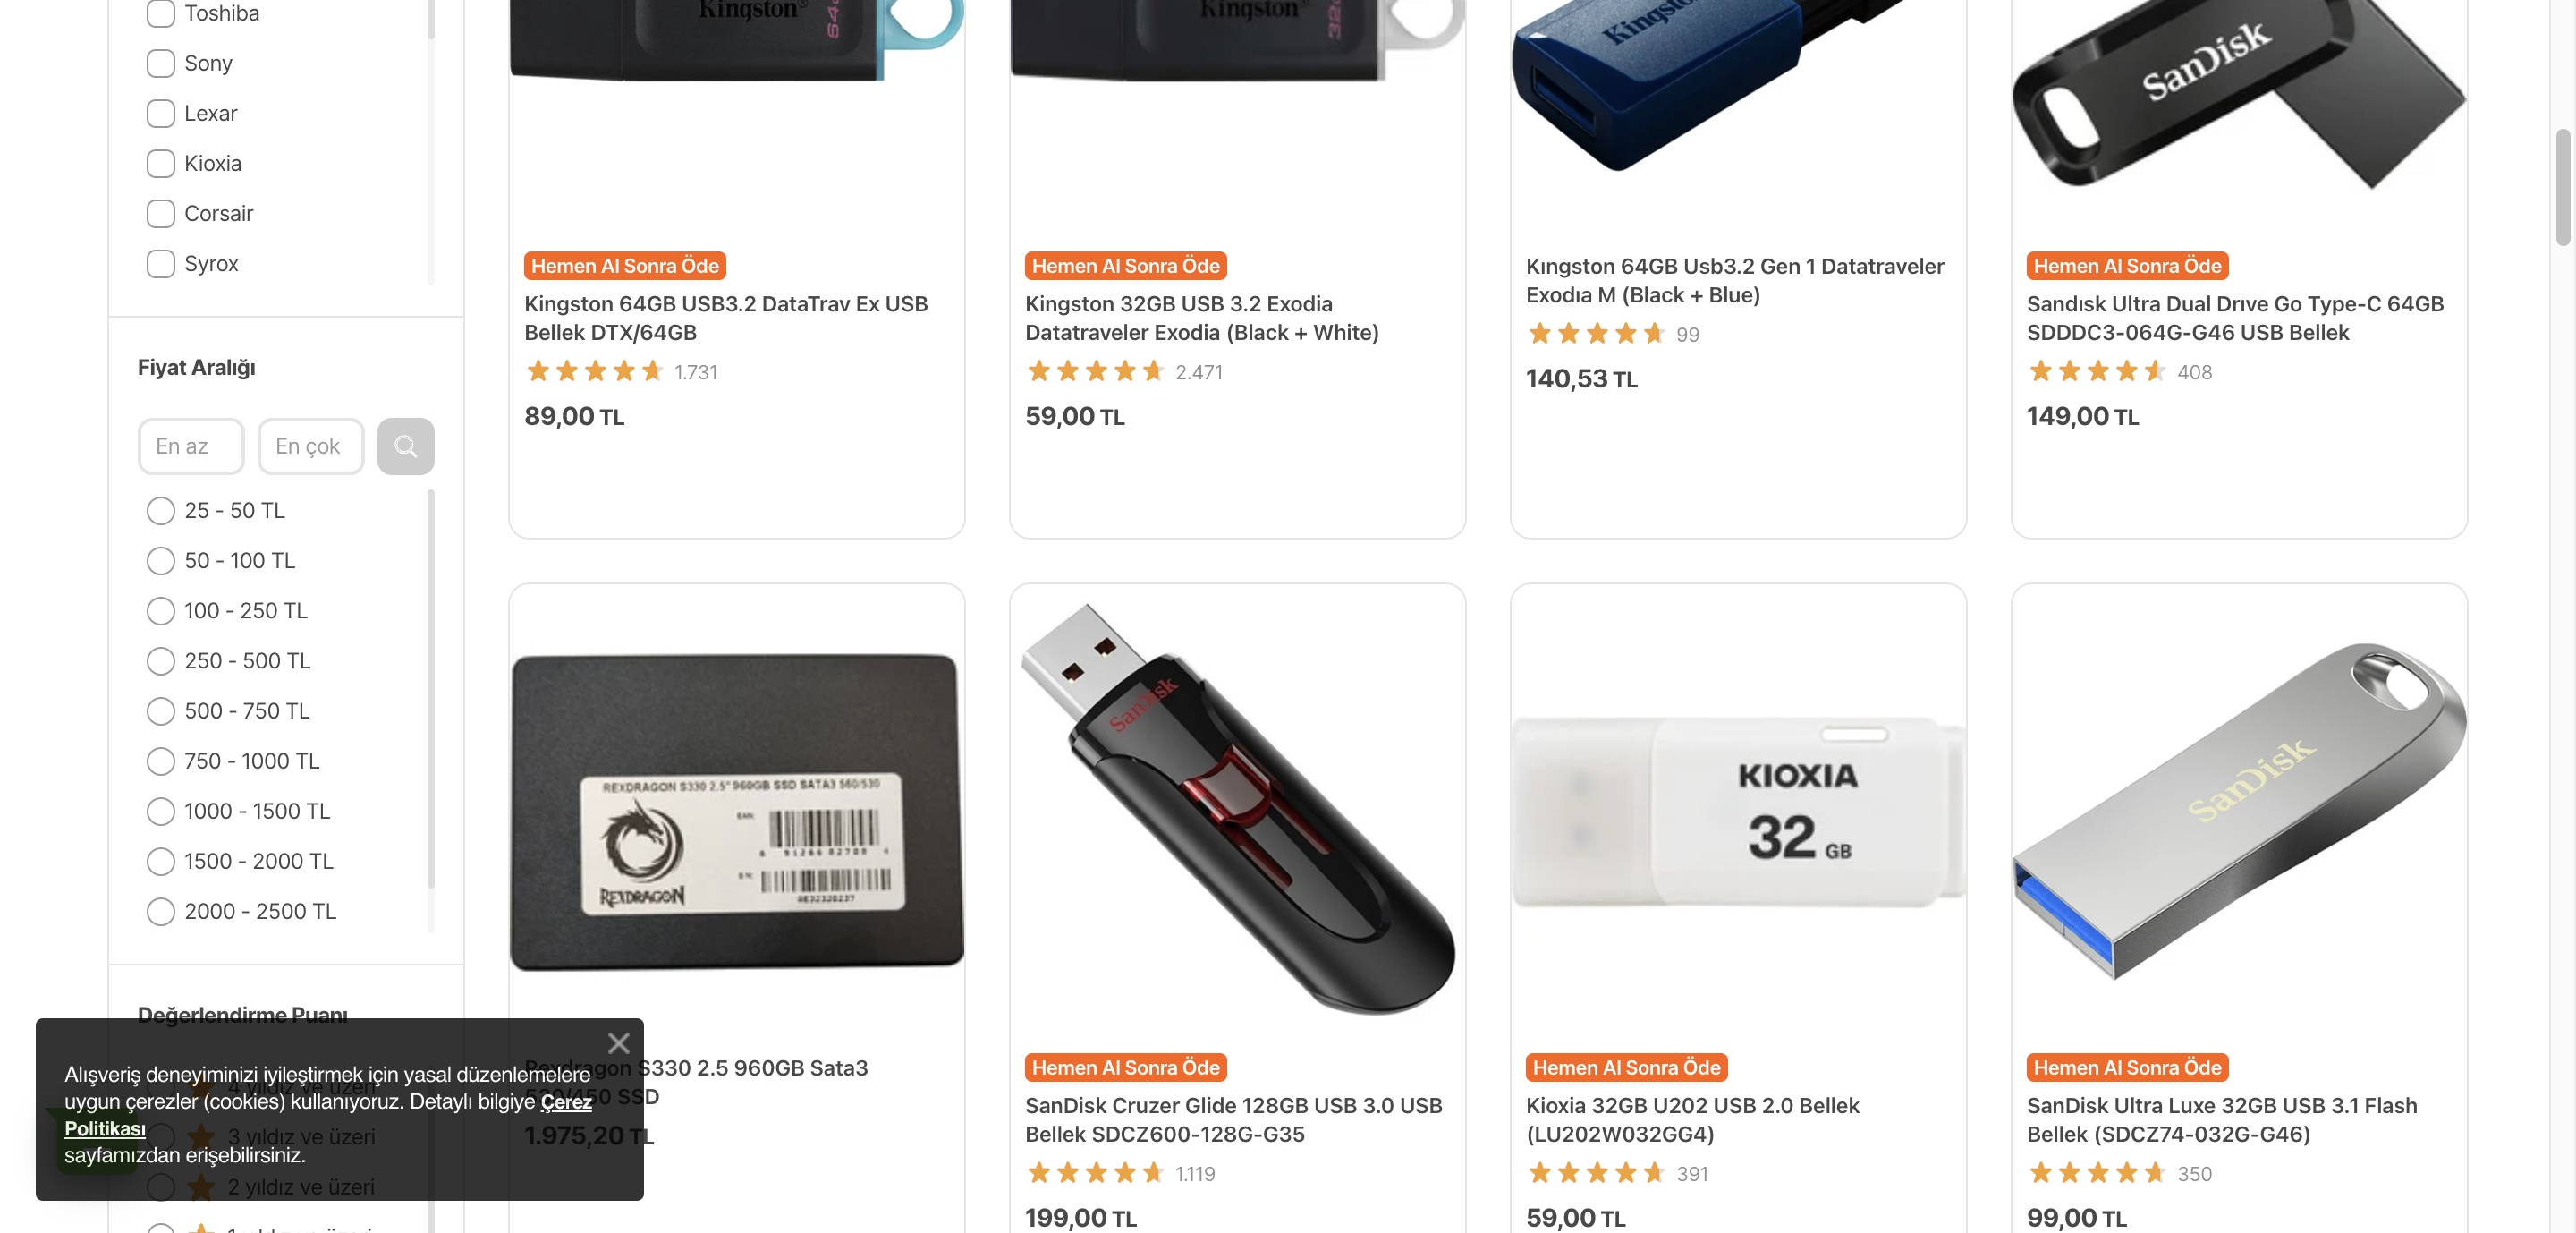 Toshiba
Sony
Lexar
Kioxia
Corsair
Syrox
Fiyat Aralığı
En az
En çok
25 - 50 TL
50 - 100 TL
100 - 250 TL
250 - 500 TL
500 - 750 TL
750 - 1000 TL
1000 - 1500 TL
1500 - 2000 TL
2000 - 2500 TL
Değerlendirme Puanı
4 yıldız ve üzeri
3 yıldız ve üzeri
2 yıldız ve üzeri
Alışveriş deneyiminizi iyileştirmek için yasal düzenlemelere
uygun çerezler (cookies) kullanıyoruz. Detaylı bilgiye Çerez
Politikası
sayfamızdan erişebilirsiniz.
Kingston
64
Hemen Al Sonra Öde
Kingston 64GB USB3.2 DataTrav Ex USB
Bellek DTX/64GB
1.731
89,00 TL
Kingston
32
Hemen Al Sonra Öde
Kingston 32GB USB 3.2 Exodia
Datatraveler Exodia (Black + White)
2.471
59,00 TL
Kingston
Kıngston 64GB Usb3.2 Gen 1 Datatraveler
Exodıa M (Black + Blue)
99
140,53 TL
SanDisk
Hemen Al Sonra Öde
Sandısk Ultra Dual Drıve Go Type-C 64GB
SDDDC3-064G-G46 USB Bellek
408
149,00 TL
REXDRAGON S330 2.5" 960GB SSD SATA3 560/530
EAN
REXDRAGON
Rexdragon S330 2.5 960GB Sata3
SSD
1.975,20 TL
SanDisk
Hemen Al Sonra Öde
SanDisk Cruzer Glide 128GB USB 3.0 USB
Bellek SDCZ600-128G-G35
1.119
199,00 TL
KIOXIA
32 GB
Hemen Al Sonra Öde
Kioxia 32GB U202 USB 2.0 Bellek
(LU202W032GG4)
391
59,00 TL
SanDisk
Hemen Al Sonra Öde
SanDisk Ultra Luxe 32GB USB 3.1 Flash
Bellek (SDCZ74-032G-G46)
350
99,00 TL